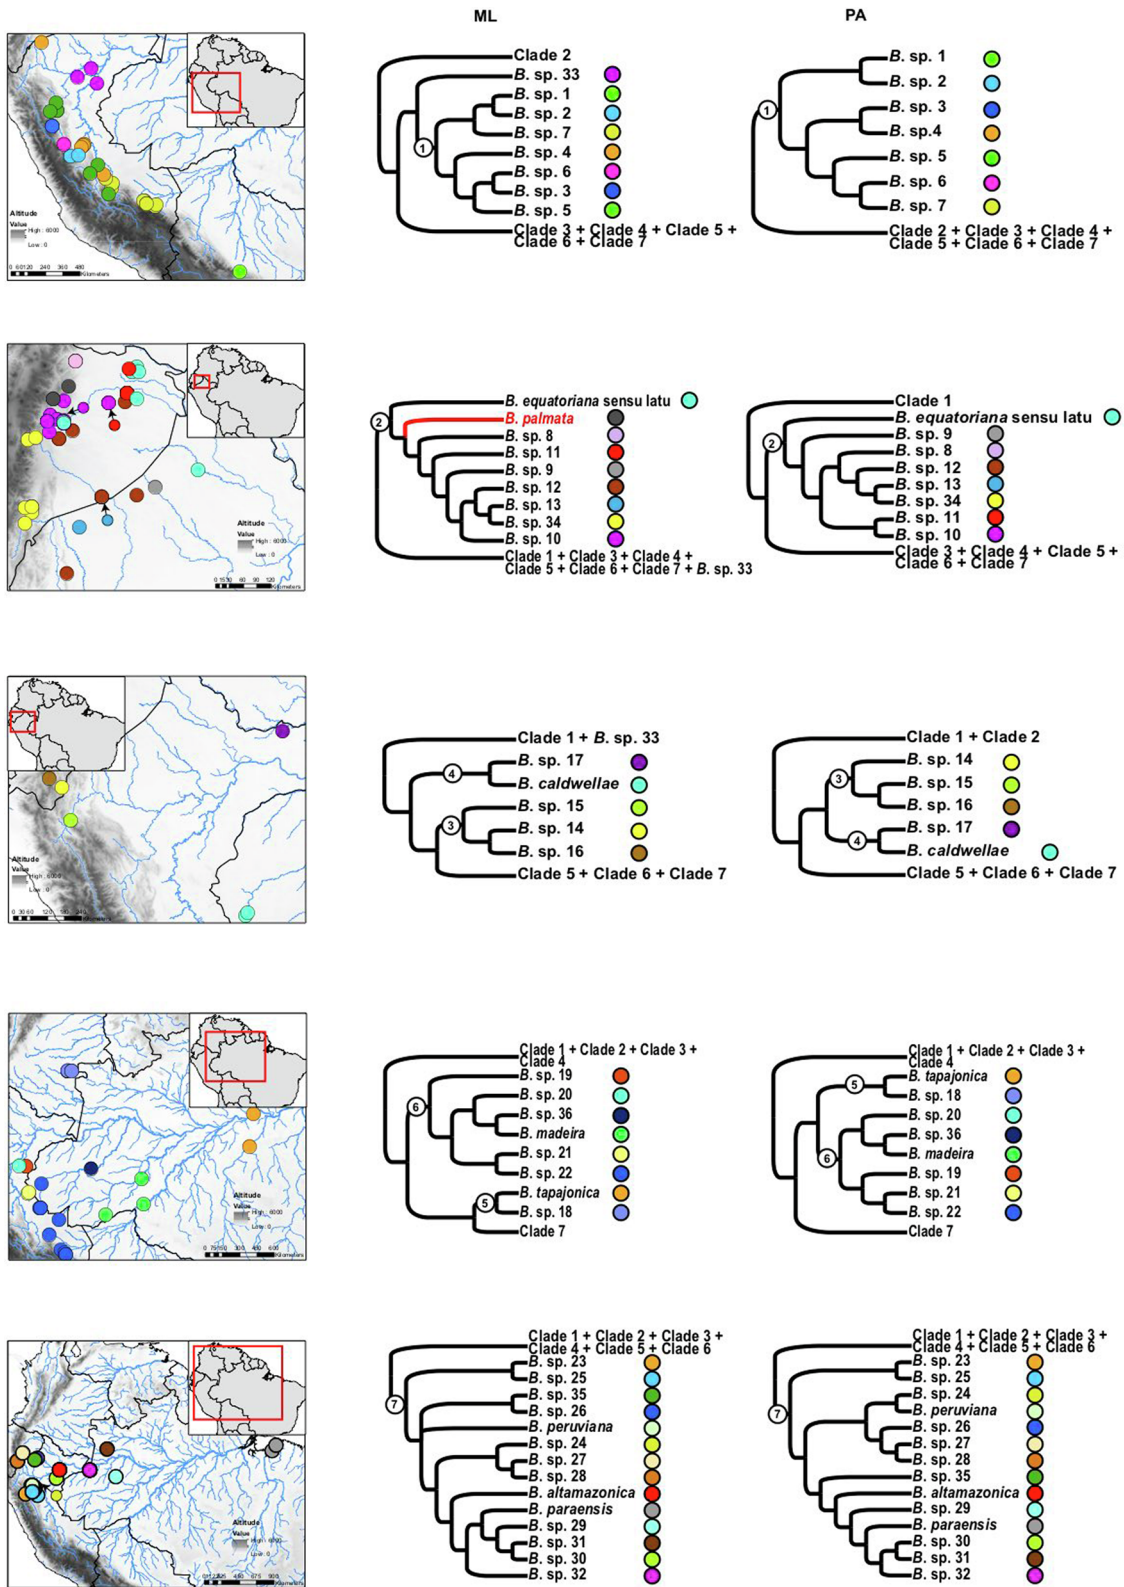 ML
PA
Altitude
Value
High : 6000
Low : 0
Kilometers
Clade 2
B. sp. 33
B. sp. 1
B. sp. 2
B. sp. 7
B. sp. 4
B. sp. 6
B. sp. 3
B. sp. 5
Clade 3 + Clade 4 + Clade 5 +
Clade 6 + Clade 7
1
B. sp. 1
B. sp. 2
B. sp. 3
B. sp.4
B. sp. 5
B. sp. 6
B. sp. 7
Clade 2 + Clade 3 + Clade 4 +
Clade 5 + Clade 6 + Clade 7
1
Altitude
Value
High : 6000
Low : 0
Kilometers
B. equatoriana sensu latu
B. palmata
B. sp. 8
B. sp. 11
B. sp. 9
B. sp. 12
B. sp. 13
B. sp. 34
B. sp. 10
Clade 1 + Clade 3 + Clade 4 +
Clade 5 + Clade 6 + Clade 7 + B. sp. 33
2
Clade 1
B. equatoriana sensu latu
B. sp. 9
B. sp. 8
B. sp. 12
B. sp. 13
B. sp. 34
B. sp. 11
B. sp. 10
Clade 3 + Clade 4 + Clade 5 +
Clade 6 + Clade 7
2
Altitude
Value
Low : 0
Kilometers
Clade 1 + B. sp. 33
B. sp. 17
B. caldwellae
B. sp. 15
B. sp. 14
B. sp. 16
Clade 5 + Clade 6 + Clade 7
4
3
Clade 1 + Clade 2
B. sp. 14
B. sp. 15
B. sp. 16
B. sp. 17
B. caldwellae
Clade 5 + Clade 6 + Clade 7
3
4
Altitude
Value
High : 6000
Low : 0
Kilometers
Clade 1 + Clade 2 + Clade 3 +
Clade 4
B. sp. 19
B. sp. 20
B. sp. 36
B. madeira
B. sp. 21
B. sp. 22
B. tapajonica
B. sp. 18
Clade 7
6
5
Clade 1 + Clade 2 + Clade 3 +
Clade 4
B. tapajonica
B. sp. 18
B. sp. 20
B. sp. 36
B. madeira
B. sp. 19
B. sp. 21
B. sp. 22
Clade 7
5
6
Altitude
Value
Low : 0
Kilometers
Clade 1 + Clade 2 + Clade 3 +
Clade 4 + Clade 5 + Clade 6
B. sp. 23
B. sp. 25
B. sp. 35
B. sp. 26
B. peruviana
B. sp. 24
B. sp. 27
B. sp. 28
B. altamazonica
B. paraensis
B. sp. 29
B. sp. 31
B. sp. 30
B. sp. 32
7
Clade 1 + Clade 2 + Clade 3 +
Clade 4 + Clade 5 + Clade 6
B. sp. 23
B. sp. 25
B. sp. 24
B. peruviana
B. sp. 26
B. sp. 27
B. sp. 28
B. sp. 35
B. altamazonica
B. sp. 29
B. paraensis
B. sp. 30
B. sp. 31
B. sp. 32
7